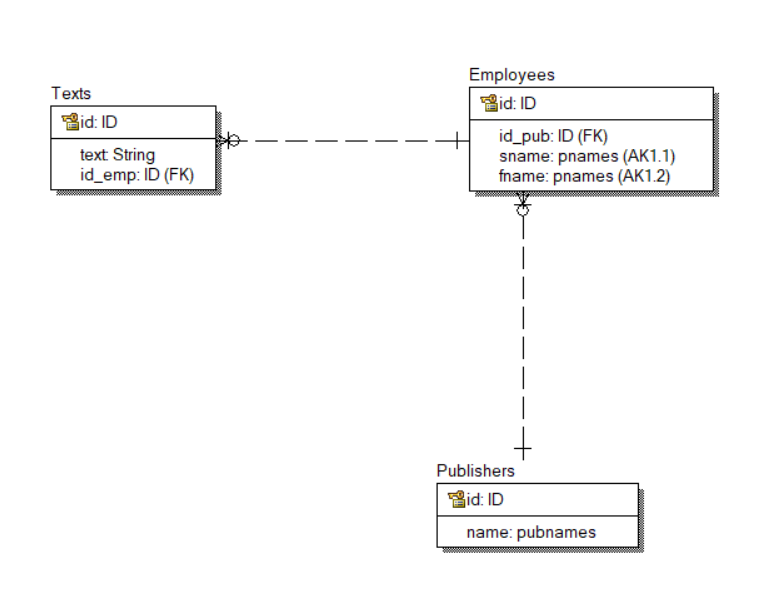 Texts
id: ID
text: String
id_emp: ID (FK)
Employees
id: ID
id_pub: ID (FK)
sname: pnames (AK1.1)
fname: pnames (AK1.2)
Publishers
id: ID
name: pubnames